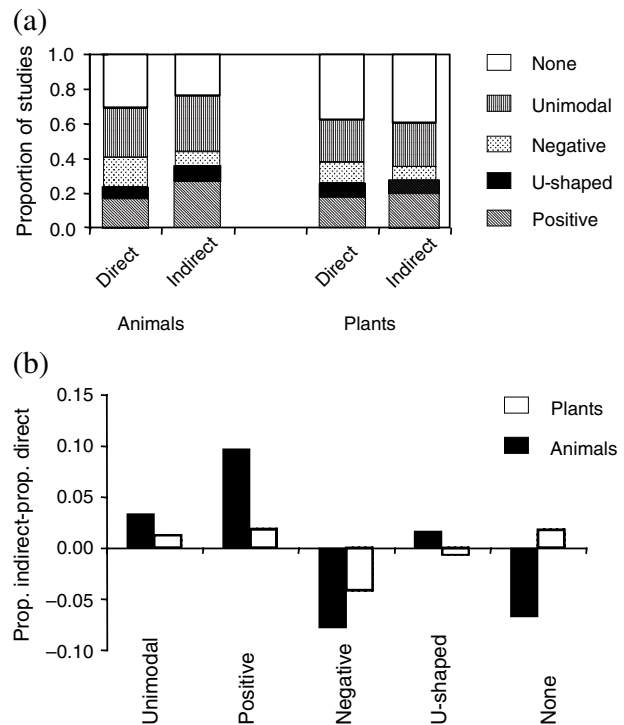 (a)
Proportion of studies
1.0
0.8
0.6
0.4
0.2
0.0
Direct
Indirect
Direct
Indirect
Animals
Plants
None
Unimodal
Negative
U-shaped
Positive
(b)
Prop. indirect-prop. direct
0.15
0.10
0.05
0.00
−0.05
−0.10
Plants
Animals
Unimodal
Positive
Negative
U-shaped
None